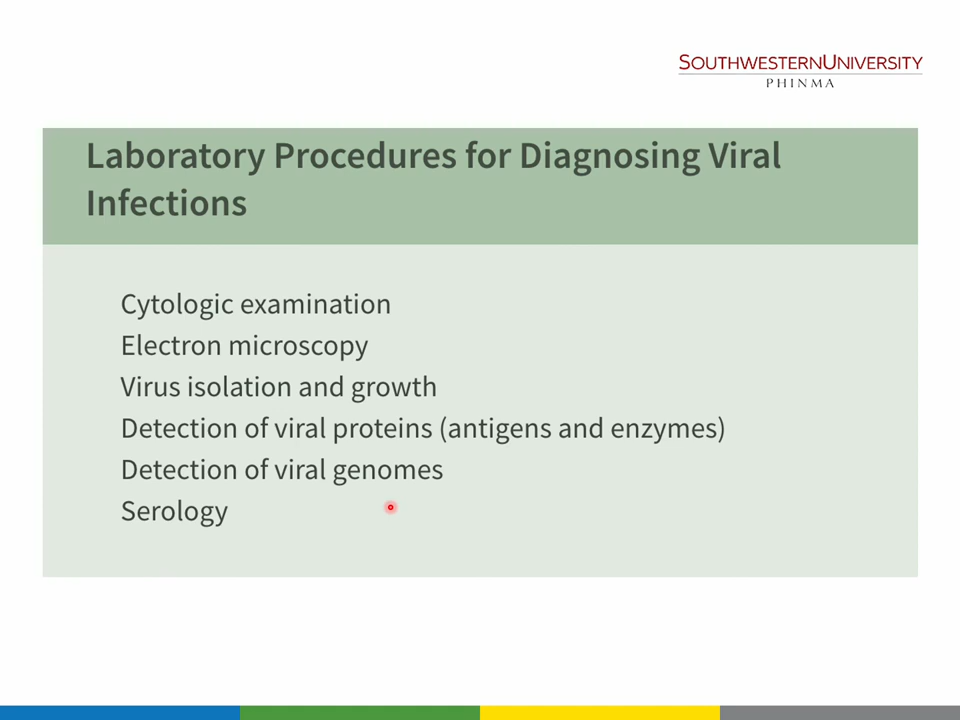 SOUTHWESTERNUNIVERSITY
PHINMA
Laboratory Procedures for Diagnosing Viral
Infections
Cytologic examination
Electron microscopy
Virus isolation and growth
Detection of viral proteins (antigens and enzymes)
Detection of viral genomes
Serology